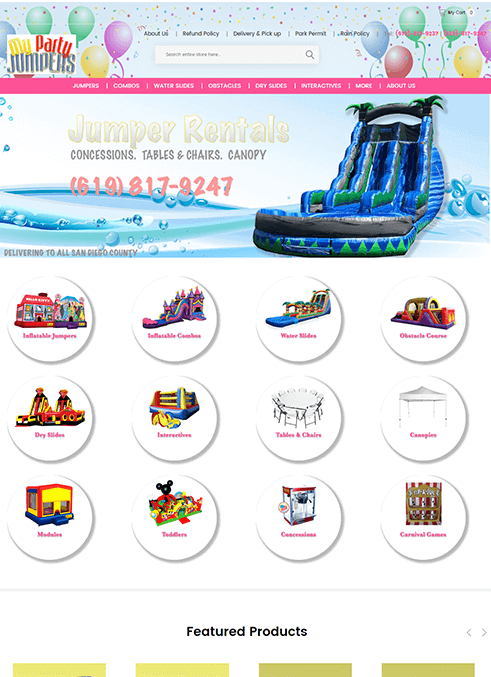 About Us | Refund Policy | Delivery & Pick up | Park Permit Rain Policy
My Cart 0
My Party
JUMPERS
Search entire store here...
JUMPERS | COMBOS | WATER SLIDES | OBSTACLES | DRY SLIDES | INTERACTIVES | MORE | ABOUT US
Jumper Rentals
CONCESSIONS. TABLES & CHAIRS. CANOPY
(619) 817-9247
DELIVERING TO ALL SAN DIEGO COUNTY
HELLO KITTY
Inflatable Jumpers
Inflatable Combos
Water Slides
Obstacle Course
Dry Slides
Interactives
Tables & Chairs
Canopies
Modules
Toddlers
Concessions
Carnival Games
Featured Products